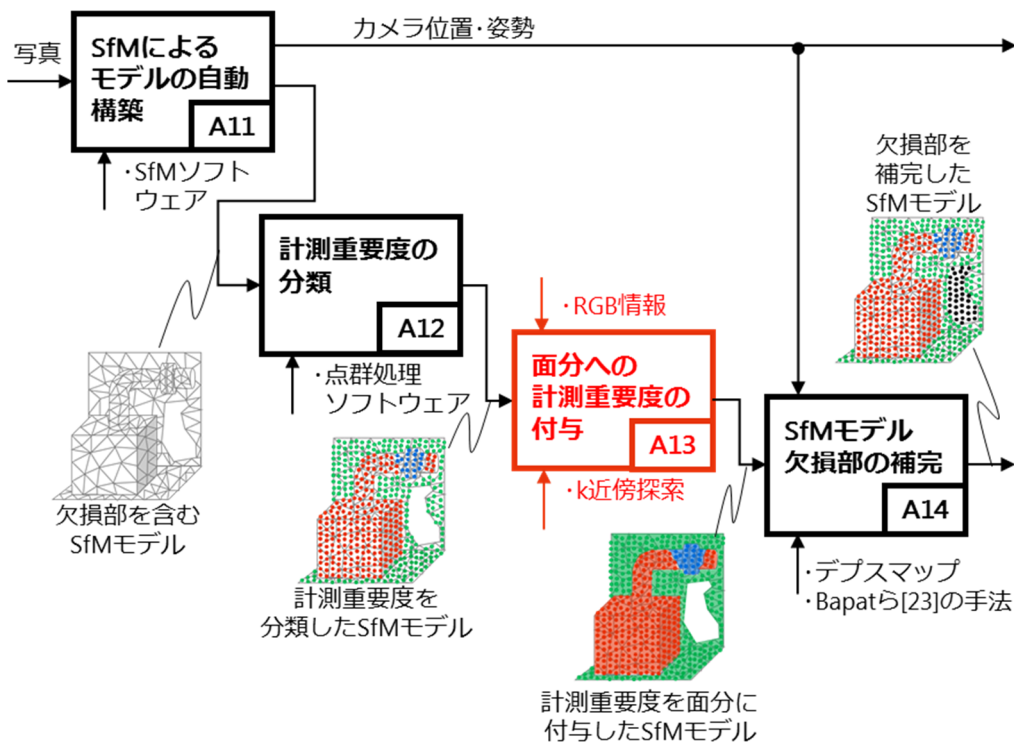 カメラ位置・姿勢
写真
SfMによる
モデルの自動
構築
A11
・SfMソフト
ウェア
欠損部を
補完した
SfMモデル
計測重要度の
分類
A12
・点群処理
ソフトウェア
・RGB情報
面分への
計測重要度の
付与
A13
・k近傍探索
SfMモデル
欠損部の補完
A14
・デプスマップ
・Bapatら[23]の手法
欠損部を含む
SfMモデル
計測重要度を
分類したSfMモデル
計測重要度を面分に
付与したSfMモデル